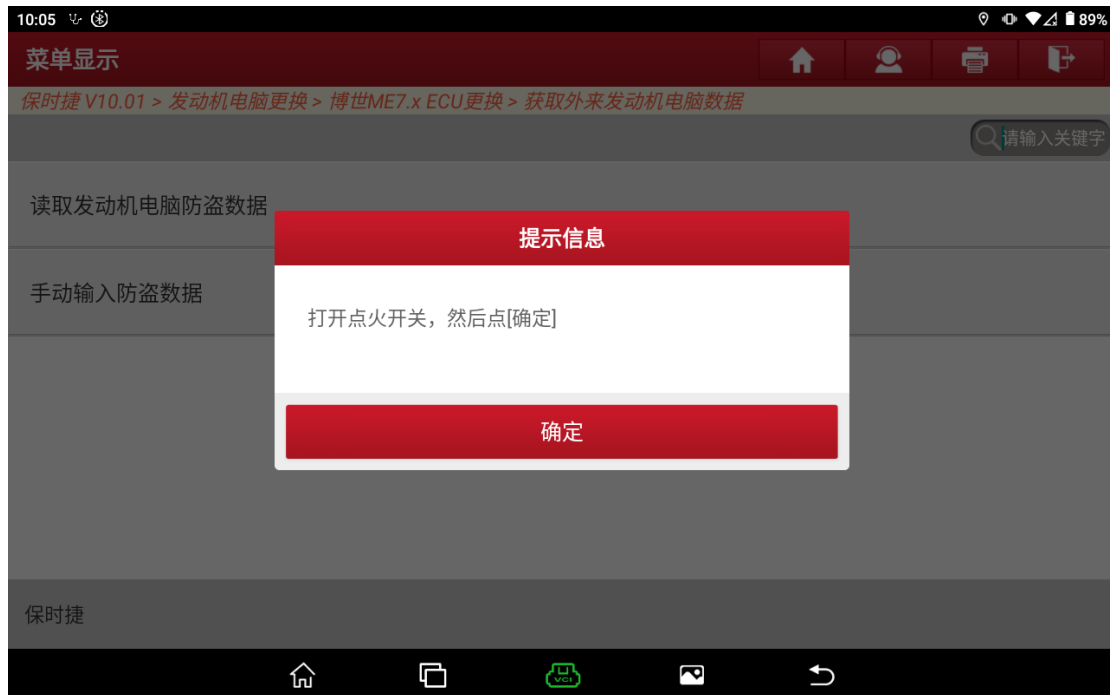 10:05
89%
菜单显示
保时捷 V10.01 > 发动机电脑更换 > 博世ME7.x ECU更换 > 获取外来发动机电脑数据
请输入关键字
读取发动机电脑防盗数据
提示信息
手动输入防盗数据
打开点火开关，然后点[确定]
确定
保时捷
VCI